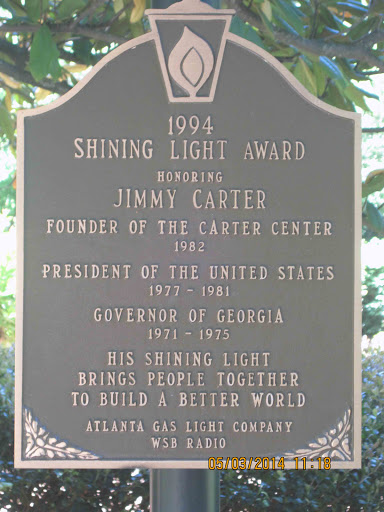 1994
SHINING LIGHT AWARD
HONORING
JIMMY CARTER
FOUNDER OF THE CARTER CENTER
1982
PRESIDENT OF THE UNITED STATES
1977 - 1981
GOVERNOR OF GEORGIA
1971 - 1975
HIS SHINING LIGHT
BRINGS PEOPLE TOGETHER
TO BUILD A BETTER WORLD
ATLANTA GAS LIGHT COMPANY
WSB RADIO
05/03/2014 11:18